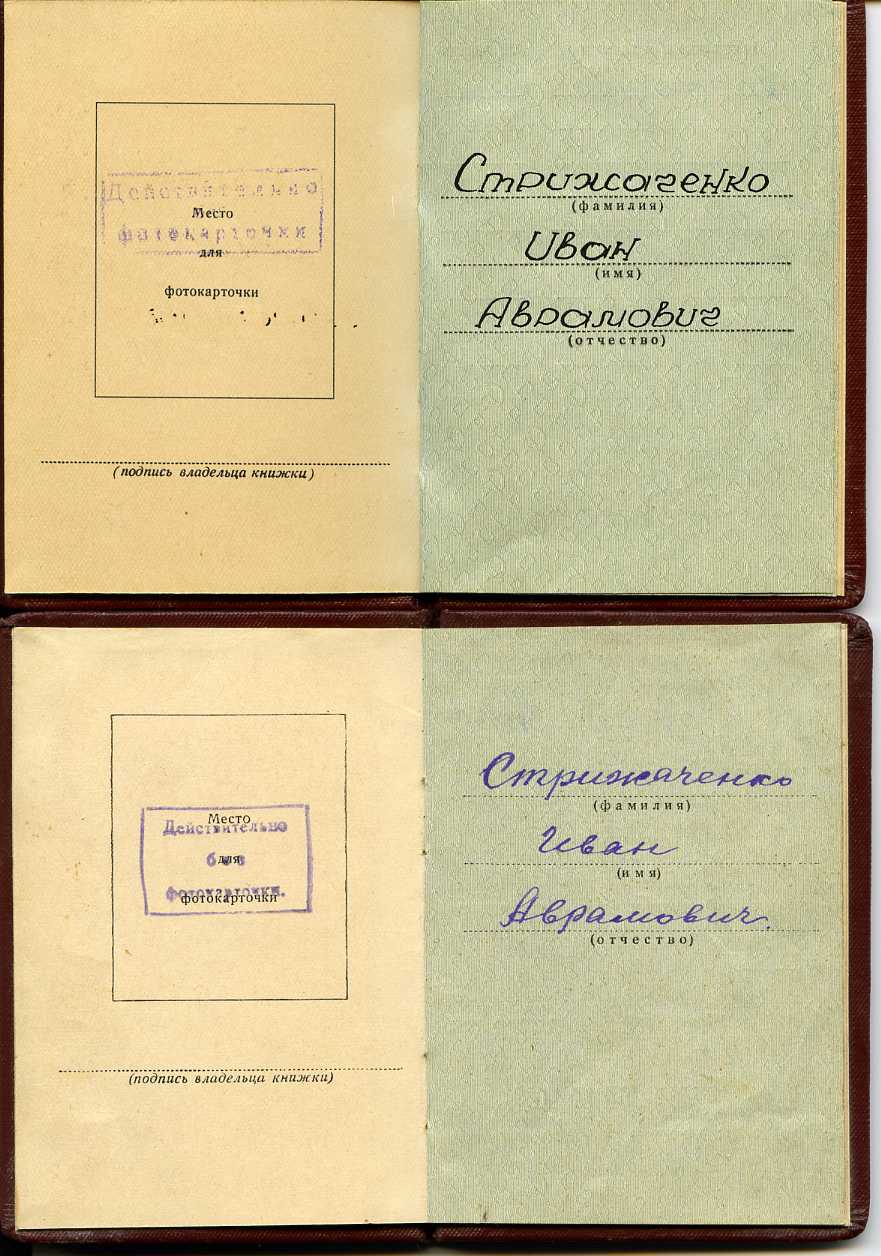 Действительно
Место
фотокарточки
для
фотокарточки
(подпись владельца книжки)
Стрижаченко
(фамилия)
Иван
(имя)
Аврамович
(отчество)
Место
Действительно
без
для
фотокарточки.
фотокарточки
(подпись владельца книжки)
Стрижаченко
(фамилия)
Иван
(имя)
Аврамович.
(отчество)